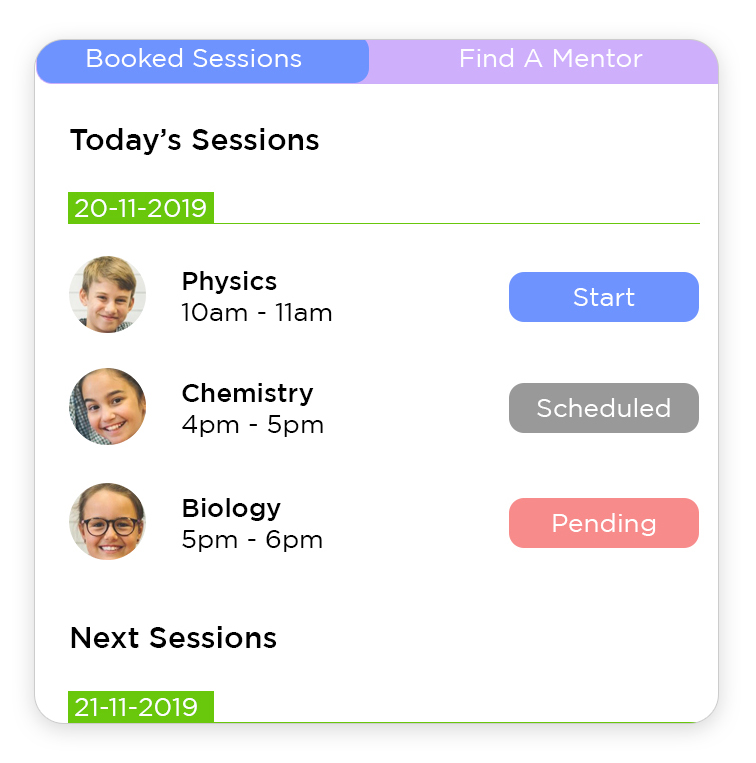 Booked Sessions
Find A Mentor
Today’s Sessions
20-11-2019
Physics
10am - 11am
Start
Chemistry
4pm - 5pm
Scheduled
Biology
5pm - 6pm
Pending
Next Sessions
21-11-2019